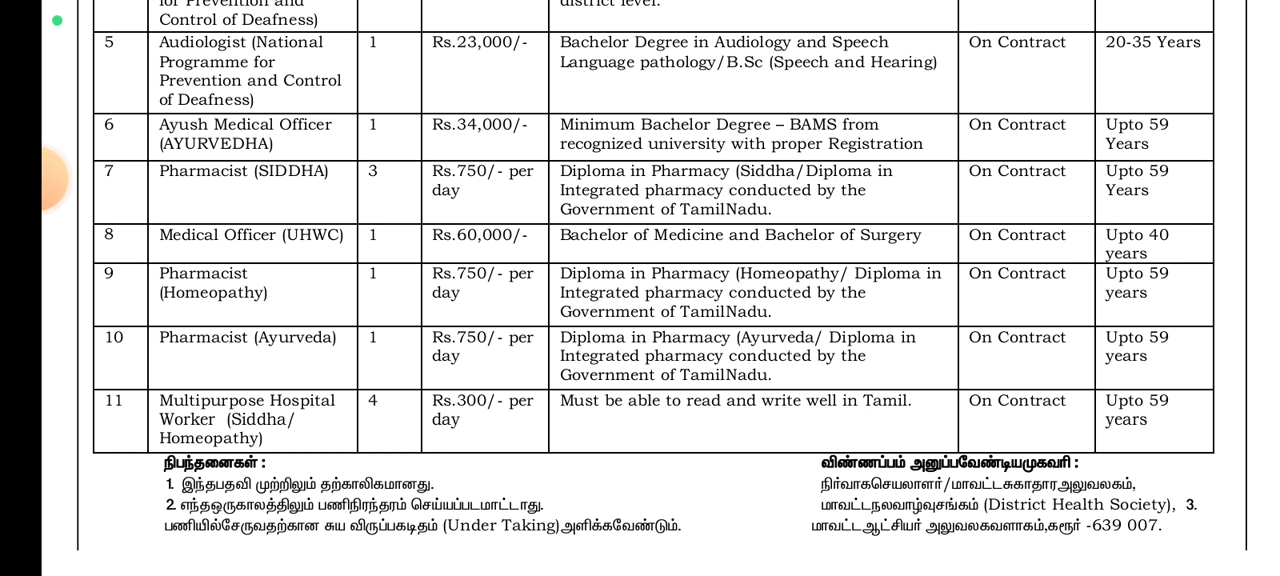 for Prevention and
Control of Deafness)
district level.
5 Audiologist (National Programme for Prevention and Control of Deafness) 1 Rs.23,000/- Bachelor Degree in Audiology and Speech Language pathology/B.Sc (Speech and Hearing) On Contract 20-35 Years
6 Ayush Medical Officer (AYURVEDHA) 1 Rs.34,000/- Minimum Bachelor Degree – BAMS from recognized university with proper Registration On Contract Upto 59 Years
7 Pharmacist (SIDDHA) 3 Rs.750/- per day Diploma in Pharmacy (Siddha/Diploma in Integrated pharmacy conducted by the Government of TamilNadu. On Contract Upto 59 Years
8 Medical Officer (UHWC) 1 Rs.60,000/- Bachelor of Medicine and Bachelor of Surgery On Contract Upto 40 years
9 Pharmacist (Homeopathy) 1 Rs.750/- per day Diploma in Pharmacy (Homeopathy/ Diploma in Integrated pharmacy conducted by the Government of TamilNadu. On Contract Upto 59 years
10 Pharmacist (Ayurveda) 1 Rs.750/- per day Diploma in Pharmacy (Ayurveda/ Diploma in Integrated pharmacy conducted by the Government of TamilNadu. On Contract Upto 59 years
11 Multipurpose Hospital Worker (Siddha/ Homeopathy) 4 Rs.300/- per day Must be able to read and write well in Tamil. On Contract Upto 59 years
நிபந்தனைகள் : விண்ணப்பம் அனுப்பவேண்டியமுகவரி :
1. இந்தபதவி முற்றிலும் தற்காலிகமானது. நிர்வாகசெயலாளர்/மாவட்டசுகாதாரஅலுவலகம்,
2. எந்தஒருகாலத்திலும் பணிநிரந்தரம் செய்யப்படமாட்டாது. மாவட்டநலவாழ்வுசங்கம் (District Health Society), 3.
பணியில்சேருவதற்கான சுய விருப்பகடிதம் (Under Taking)அளிக்கவேண்டும். மாவட்டஆட்சியர் அலுவலகவளாகம்,கரூர் -639 007.